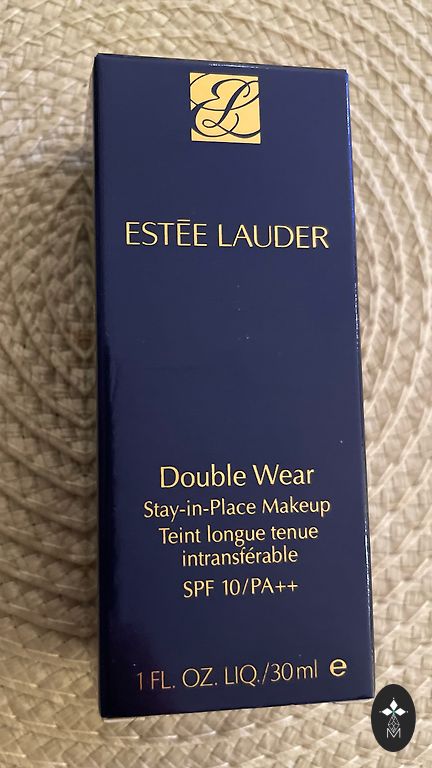 EL
ESTĒE LAUDER
Double Wear
Stay-in-Place Makeup
Teint longue tenue
intransférable
SPF 10/PA++
1 FL. OZ. LIQ./30 ml e